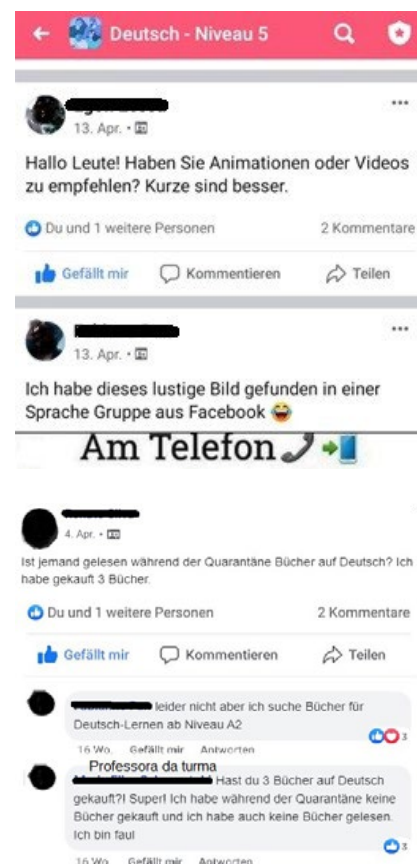 Deutsch - Niveau 5
13. Apr.
Hallo Leute! Haben Sie Animationen oder Videos
zu empfehlen? Kurze sind besser.
Du und 1 weitere Personen 2 Kommentare
Gefällt mir Kommentieren Teilen
13. Apr.
Ich habe dieses lustige Bild gefunden in einer
Sprache Gruppe aus Facebook
Am Telefon
4. Apr.
Ist jemand gelesen während der Quarantäne Bücher auf Deutsch? Ich
habe gekauft 3 Bücher.
Du und 1 weitere Personen 2 Kommentare
Gefällt mir Kommentieren Teilen
leider nicht aber ich suche Bücher für
Deutsch-Lernen ab Niveau A2
3
16 Wo. Gefällt mir Antworten
Professora da turma
Hast du 3 Bücher auf Deutsch
gekauft?! Super! Ich habe während der Quarantäne keine
Bücher gekauft und ich habe auch keine Bücher gelesen.
Ich bin faul
3
16 Wo. Gefällt mir Antworten